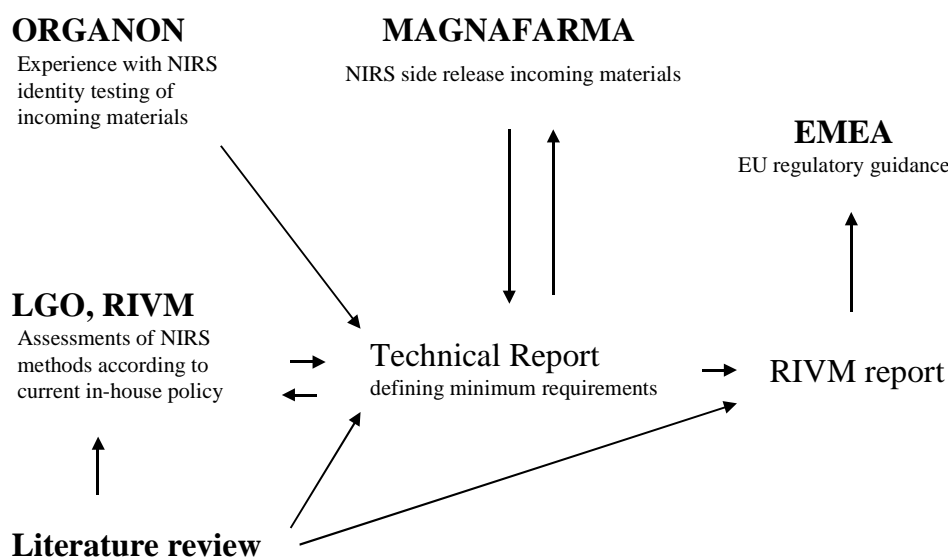 ORGANON
Experience with NIRS
identity testing of
incoming materials
MAGNAFARMA
NIRS side release incoming materials
EMEA
EU regulatory guidance
LGO, RIVM
Assessments of NIRS
methods according to
current in-house policy
Technical Report
defining minimum requirements
RIVM report
Literature review